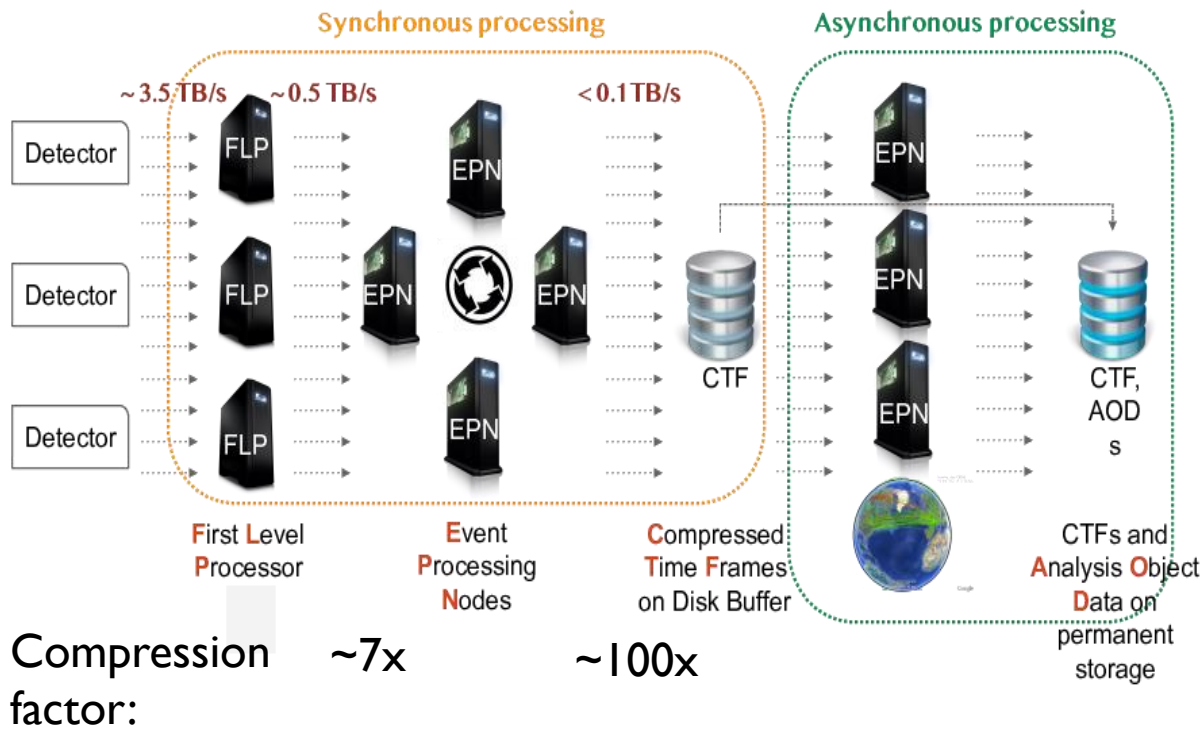 Synchronous processing
Asynchronous processing
~3.5 TB/s
~0.5 TB/s
<0.1TB/s
Detector
FLP
EPN
EPN
Detector
FLP
EPN
EPN
EPN
CTF
Detector
FLP
EPN
EPN
CTF,
AOD
s
First Level
Processor
Event
Processing
Nodes
Compressed
Time Frames
on Disk Buffer
Google
CTFs and
Analysis Object
Data on
permanent
storage
Compression
factor:
~7x
~100x